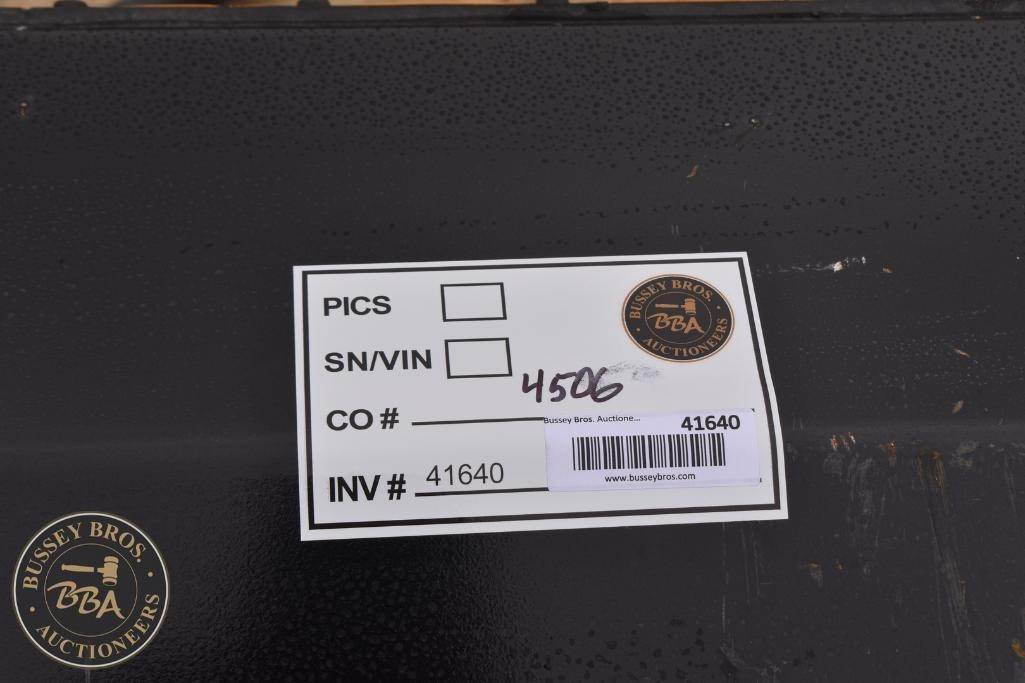 PICS
SN/VIN
4506
CO #
INV # 41640
BUSSEY BROS.
BBA
AUCTIONEERS
Bussey Bros. Auctione... 41640
www.busseybros.com
BUSSEY BROS.
BBA
AUCTIONEERS